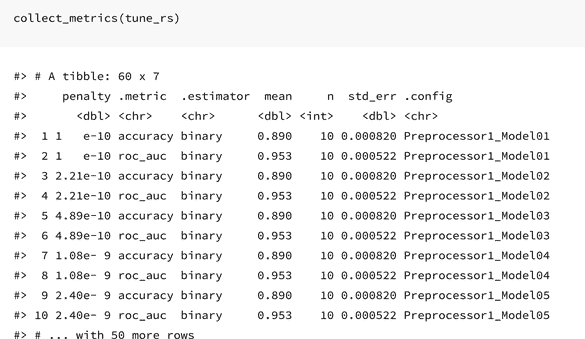 collect_metrics(tune_rs)
#> # A tibble: 60 x 7
#>     penalty .metric  .estimator  mean     n  std_err .config
#>       <dbl> <chr>    <chr>      <dbl> <int>    <dbl> <chr>
#>  1 1   e-10 accuracy binary     0.890    10 0.000820 Preprocessor1_Model01
#>  2 1   e-10 roc_auc  binary     0.953    10 0.000522 Preprocessor1_Model01
#>  3 2.21e-10 accuracy binary     0.890    10 0.000820 Preprocessor1_Model02
#>  4 2.21e-10 roc_auc  binary     0.953    10 0.000522 Preprocessor1_Model02
#>  5 4.89e-10 accuracy binary     0.890    10 0.000820 Preprocessor1_Model03
#>  6 4.89e-10 roc_auc  binary     0.953    10 0.000522 Preprocessor1_Model03
#>  7 1.08e- 9 accuracy binary     0.890    10 0.000820 Preprocessor1_Model04
#>  8 1.08e- 9 roc_auc  binary     0.953    10 0.000522 Preprocessor1_Model04
#>  9 2.40e- 9 accuracy binary     0.890    10 0.000820 Preprocessor1_Model05
#> 10 2.40e- 9 roc_auc  binary     0.953    10 0.000522 Preprocessor1_Model05
#> # ... with 50 more rows